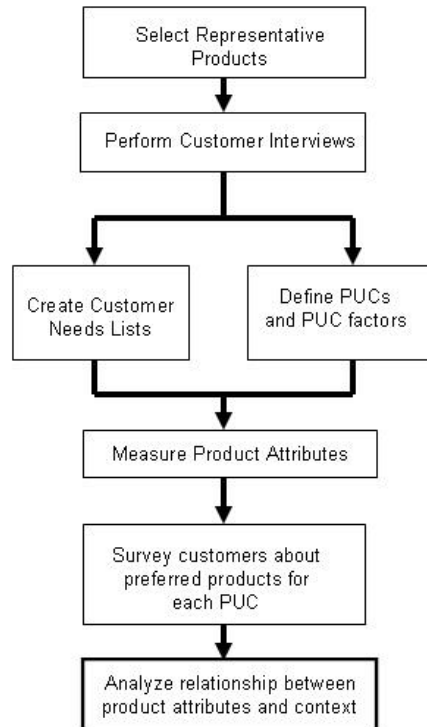 Select Representative
Products
Perform Customer Interviews
Create Customer
Needs Lists
Define PUCs
and PUC factors
Measure Product Attributes
Survey customers about
preferred products for
each PUC
Analyze relationship between
product attributes and context